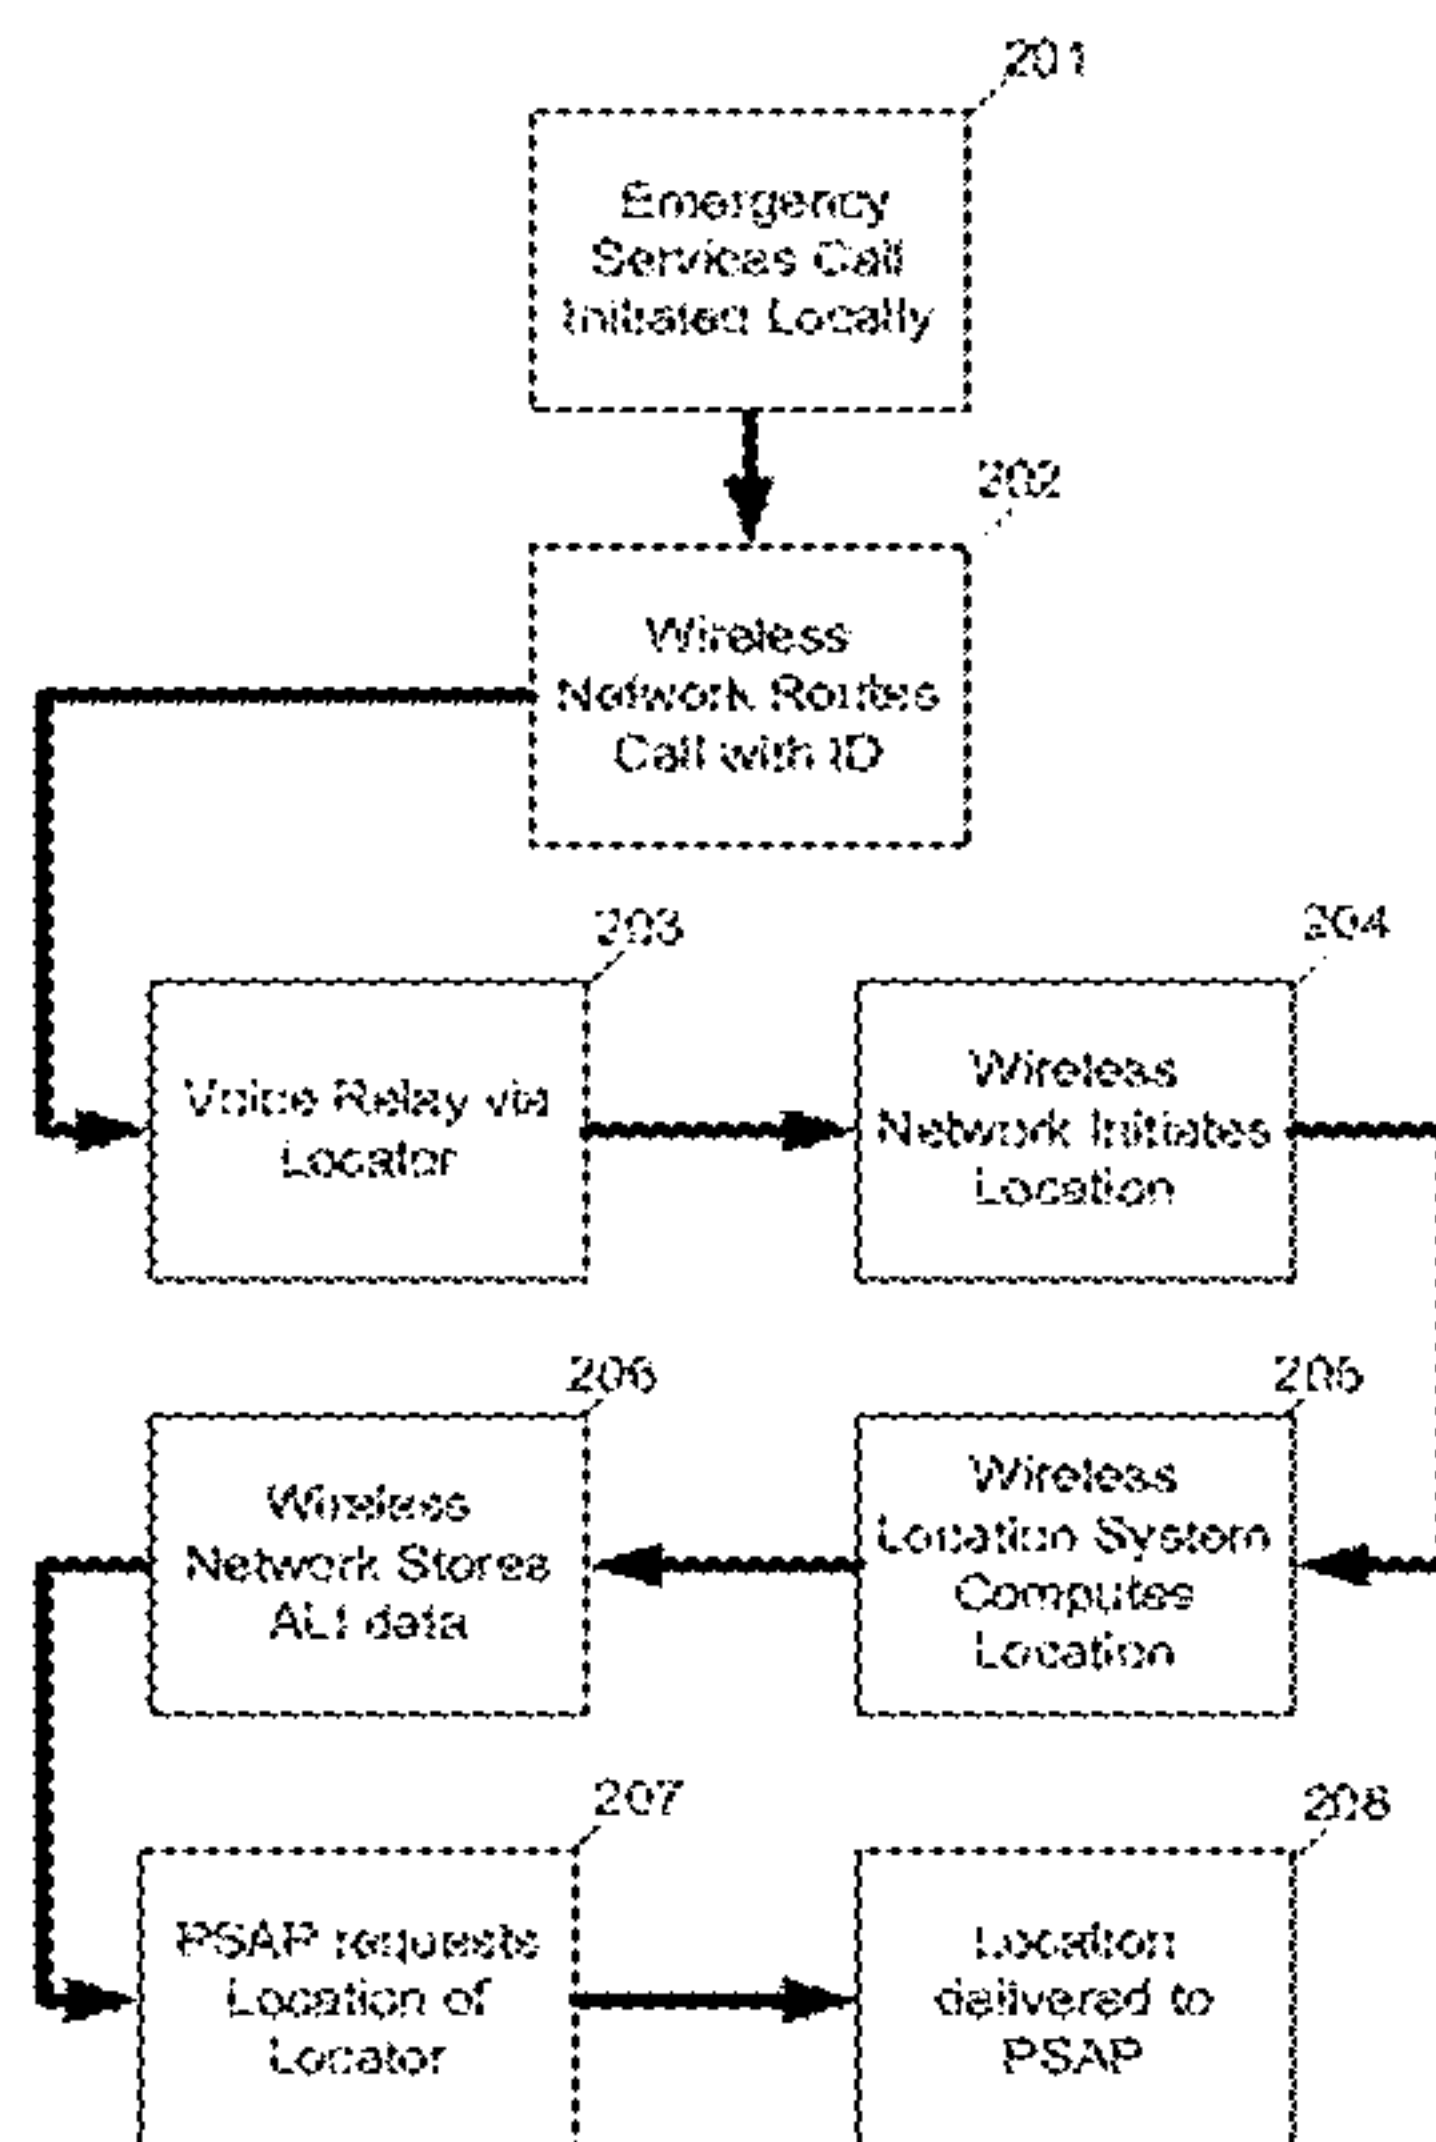 201
Emergency
Services Call
Initiated Locally
202
Wireless
Network Routes
Call with ID
203
Voice Relay via
Locator
204
Wireless
Network Initiates
Location
206
Wireless
Network Stores
ALI data
205
Wireless
Location System
Computes
Location
207
PSAP requests
Location of
Locator
208
Location
delivered to
PSAP